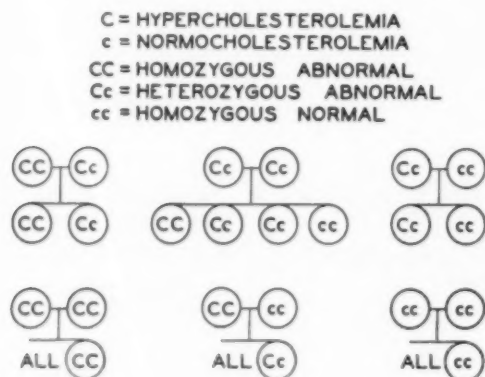 C = HYPERCHOLESTEROLEMIA
c = NORMOCHOLESTEROLEMIA
CC = HOMOZYGOUS ABNORMAL
Cc = HETEROZYGOUS ABNORMAL
cc = HOMOZYGOUS NORMAL
CC Cc Cc Cc Cc cc
CC Cc CC Cc Cc cc Cc cc
CC CC CC cc cc cc
ALL CC ALL Cc ALL cc